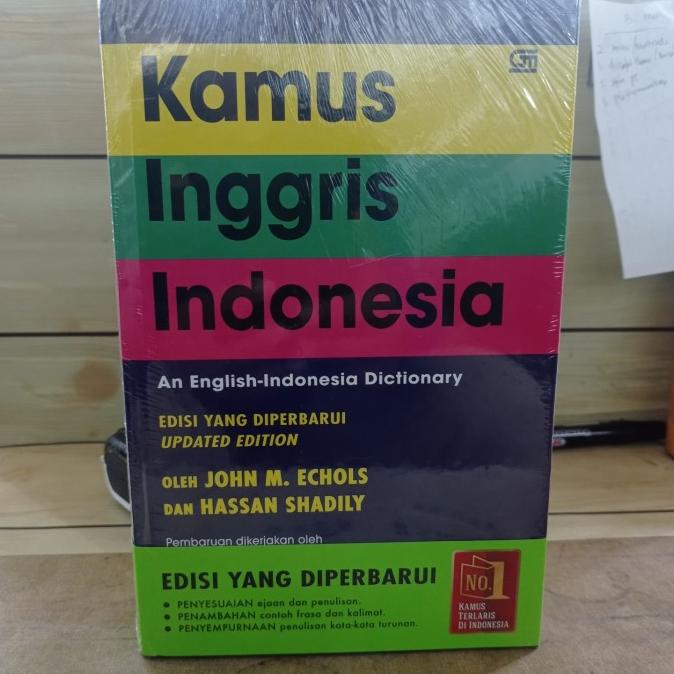 Kamus
Inggris
Indonesia
An English-Indonesia Dictionary
EDISI YANG DIPERBARUI
UPDATED EDITION
OLEH JOHN M. ECHOLS
DAN HASSAN SHADILY
Pembaruan dikerjakan oleh
EDISI YANG DIPERBARUI
• PENYESUAIAN ejaan dan penulisan.
• PENAMBAHAN contoh frasa dan kalimat.
• PENYEMPURNAAN penulisan kata-kata turunan.
NO.1
KAMUS
TERLARIS
DI INDONESIA